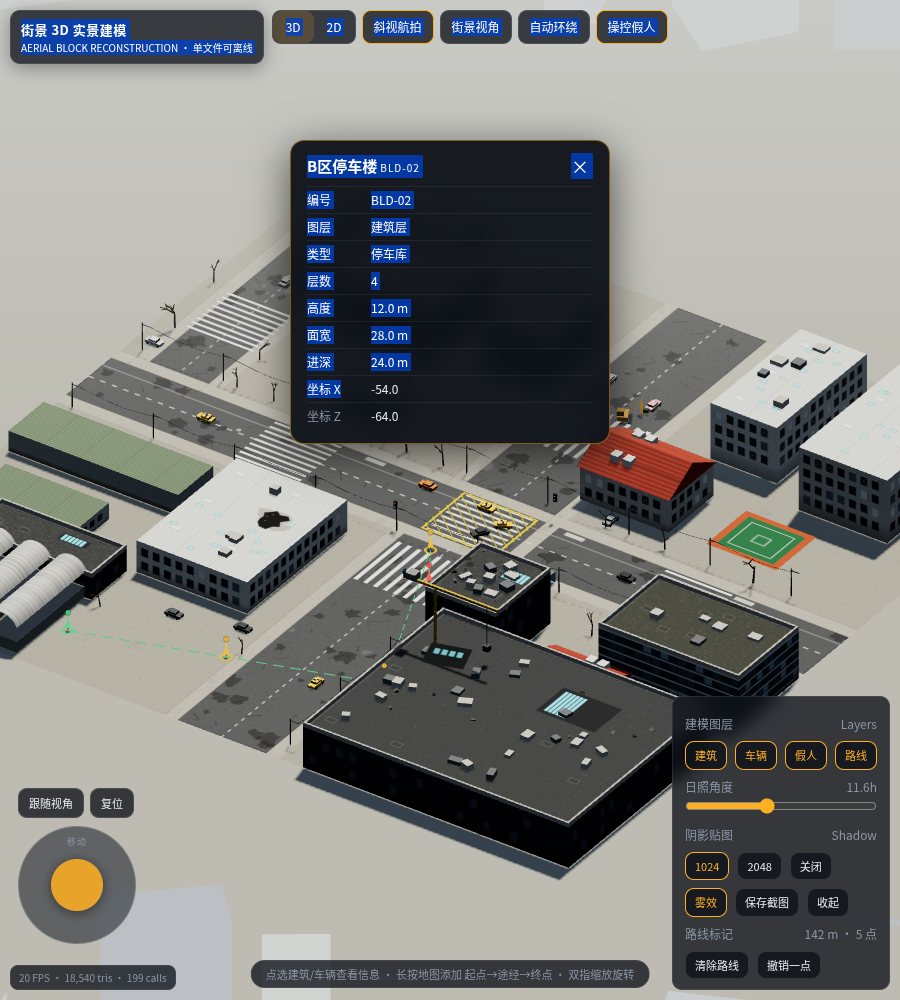 街景 3D 实景建模
AERIAL BLOCK RECONSTRUCTION · 单文件可离线
3D 2D 斜视航拍 街景视角 自动环绕 操控假人
B区停车楼 BLD-02 ×
编号 BLD-02
图层 建筑层
类型 停车库
层数 4
高度 12.0 m
面宽 28.0 m
进深 24.0 m
坐标 X -54.0
坐标 Z -64.0
建模图层 Layers
建筑 车辆 假人 路线
日照角度 11.6h
阴影贴图 Shadow
1024 2048 关闭
雾效 保存截图 收起
路线标记 142 m · 5 点
清除路线 撤销一点
跟随视角 复位
移动
20 FPS · 18,540 tris · 199 calls
点选建筑/车辆查看信息 · 长按地图添加 起点→途经→终点 · 双指缩放旋转